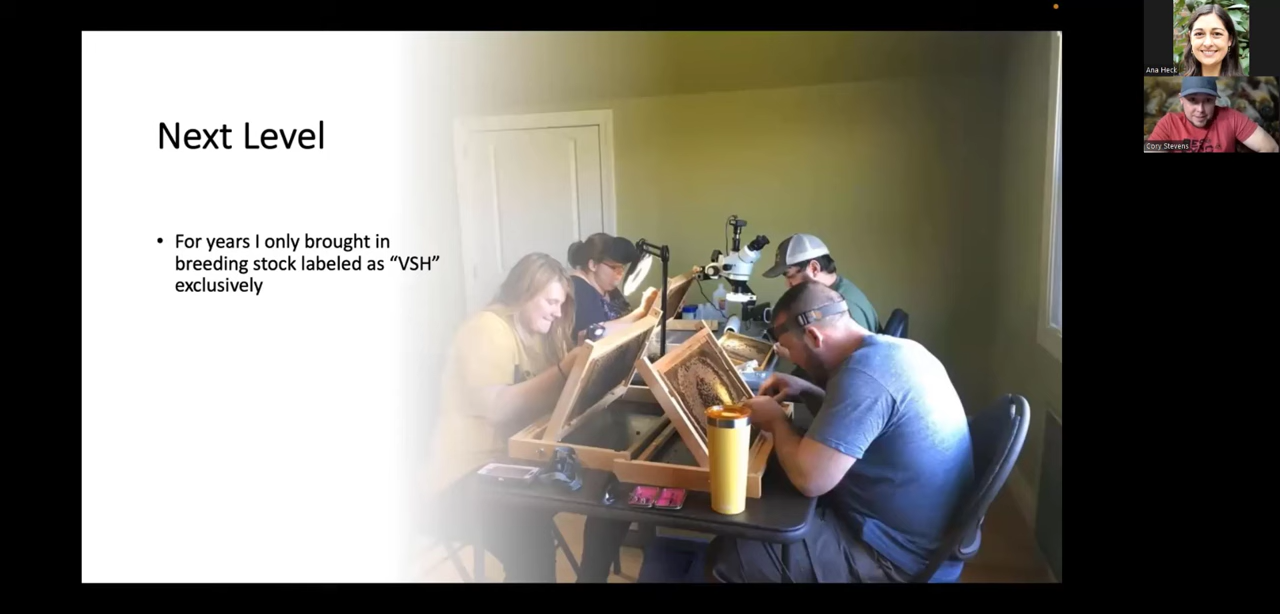 Next Level
• For years I only brought in
breeding stock labeled as “VSH”
exclusively
Ana Heck
Cory Stevens